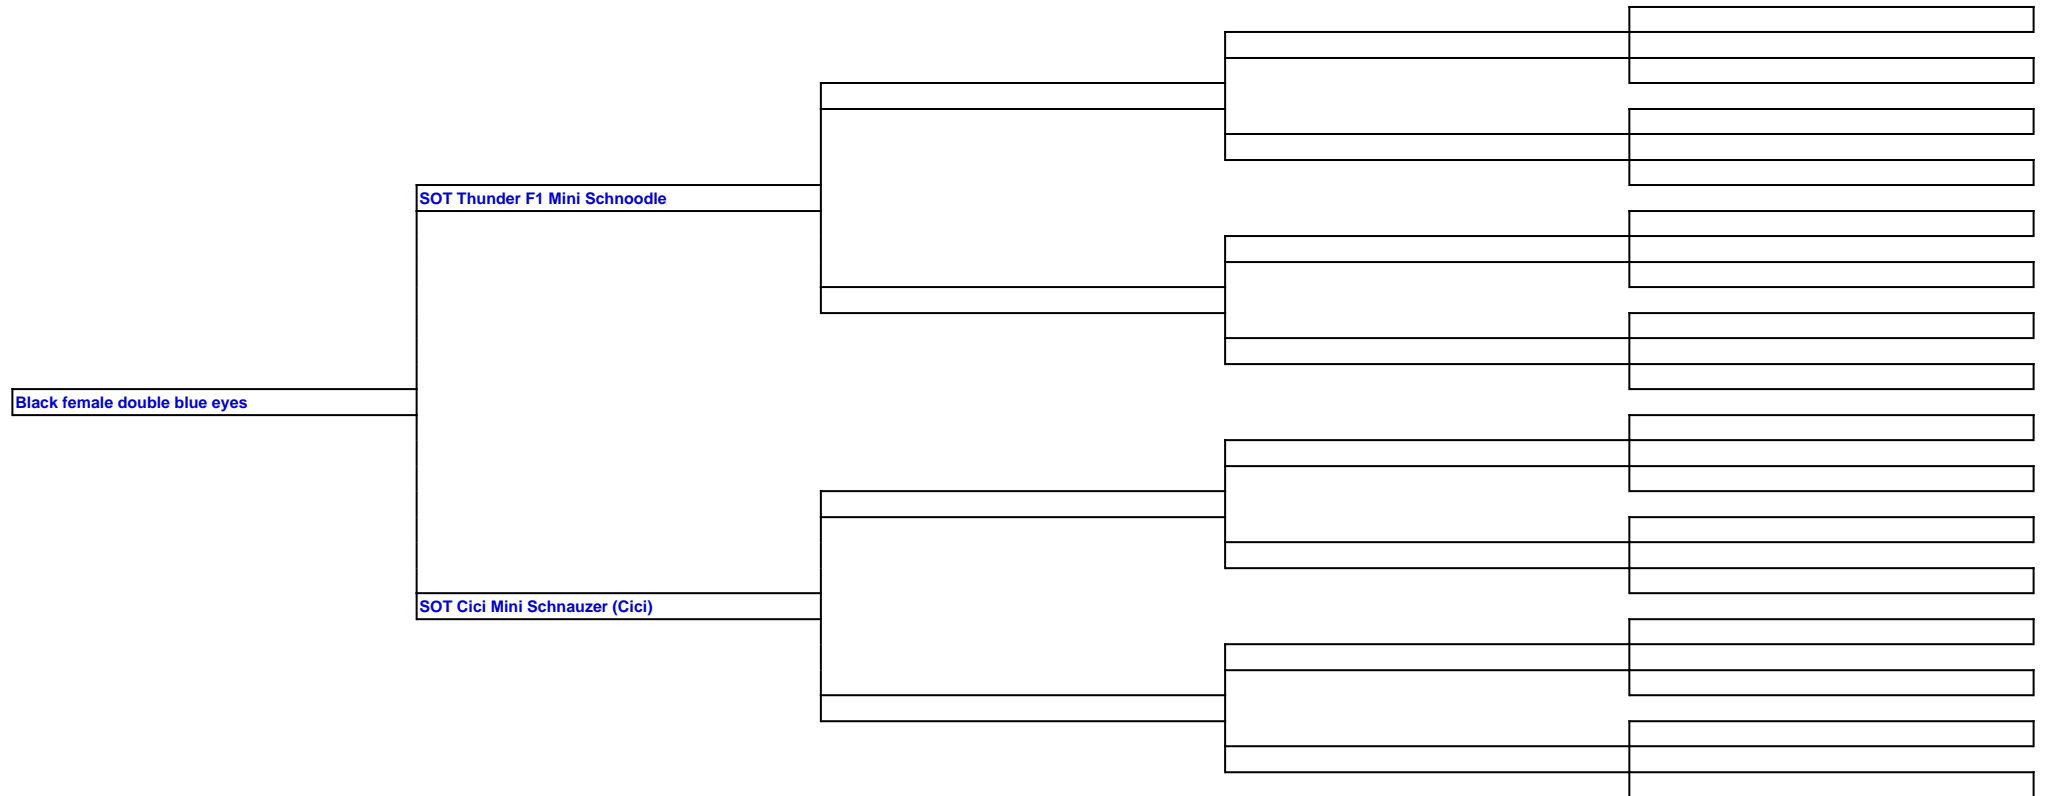 SOT Thunder F1 Mini Schnoodle
Black female double blue eyes
SOT Cici Mini Schnauzer (Cici)